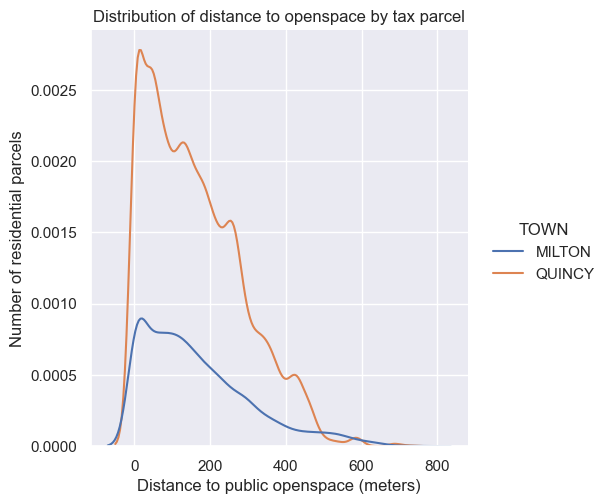 Distribution of distance to openspace by tax parcel
Number of residential parcels
0.0025
0.0020
0.0015
0.0010
0.0005
0.0000
0 200 400 600 800
Distance to public openspace (meters)
TOWN
MILTON
QUINCY